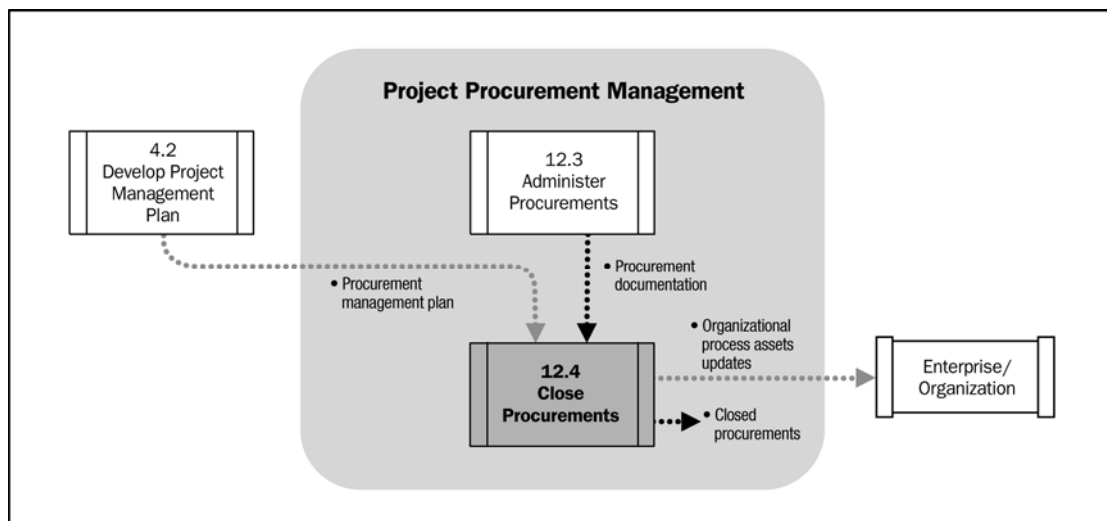 Project Procurement Management
4.2
Develop Project
Management
Plan
12.3
Administer
Procurements
• Procurement
management plan
• Procurement
documentation
• Organizational
process assets
updates
12.4
Close
Procurements
Enterprise/
Organization
• Closed
procurements